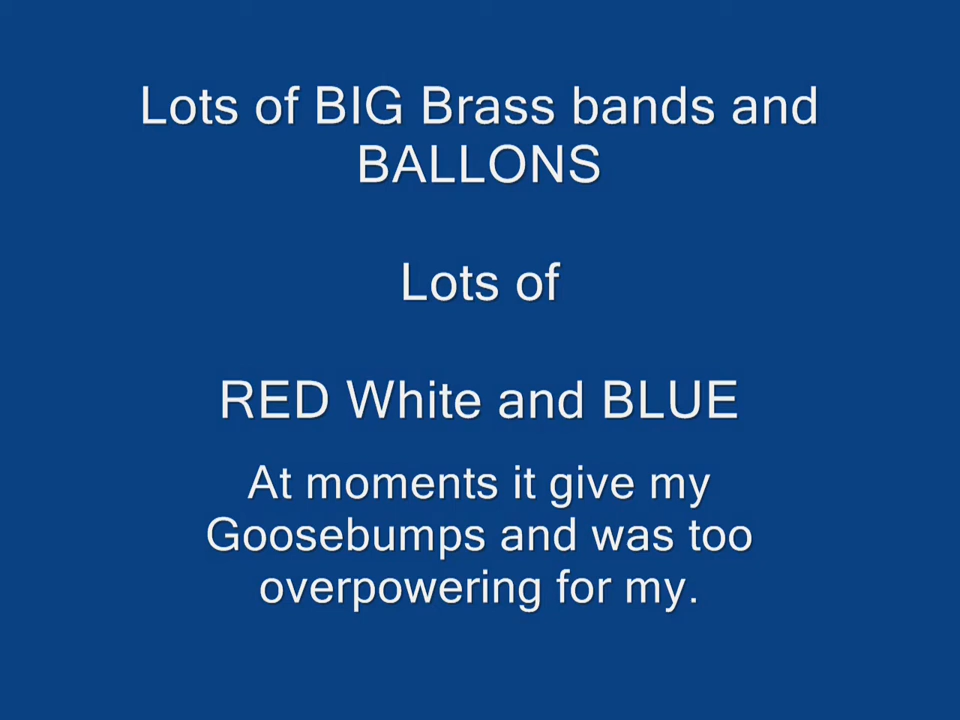 Lots of BIG Brass bands and
BALLONS
Lots of
RED White and BLUE
At moments it give my
Goosebumps and was too
overpowering for my.